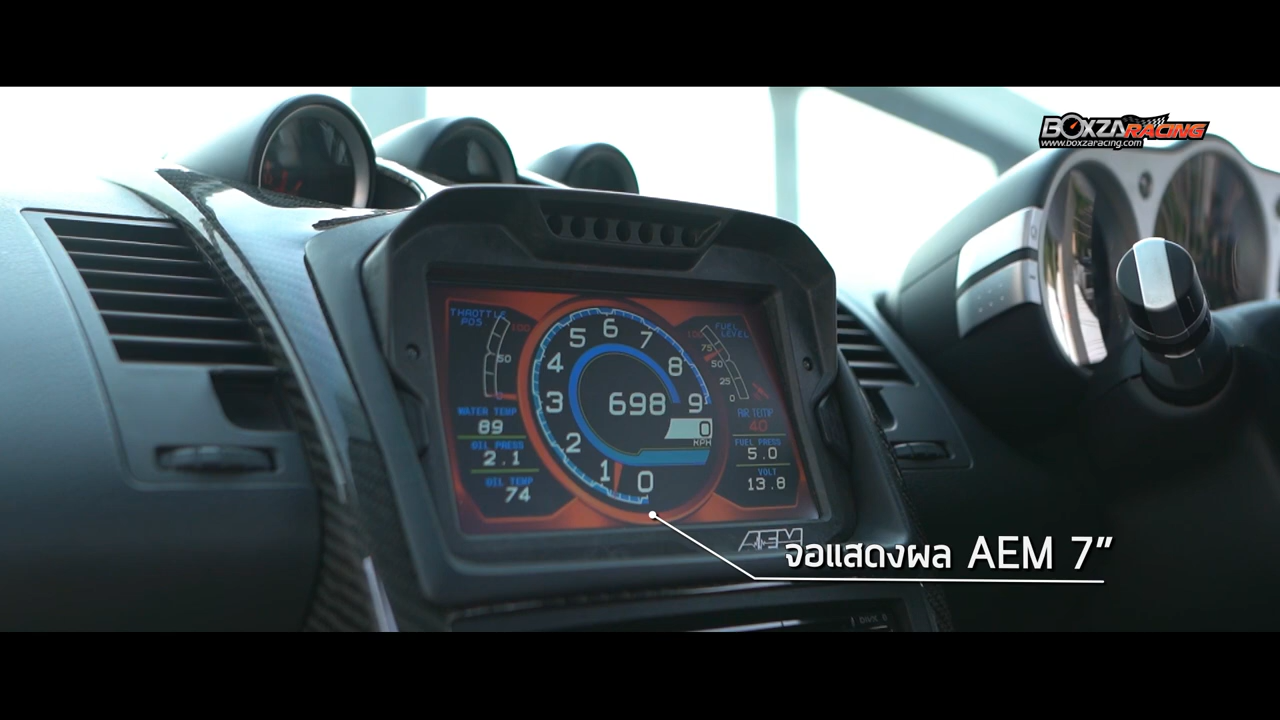 BOXZA RACING
www.boxzaracing.com
THROTTLE
POS
100
50
FUEL
LEVEL
100
75
50
25
0
0
1
2
3
4
5
6
7
8
9
698
0
KPH
WATER TEMP
89
OIL PRESS
2.1
OIL TEMP
74
AIR TEMP
40
FUEL PRESS
5.0
VOLT
13.8
AEM
จอแสดงผล AEM 7"